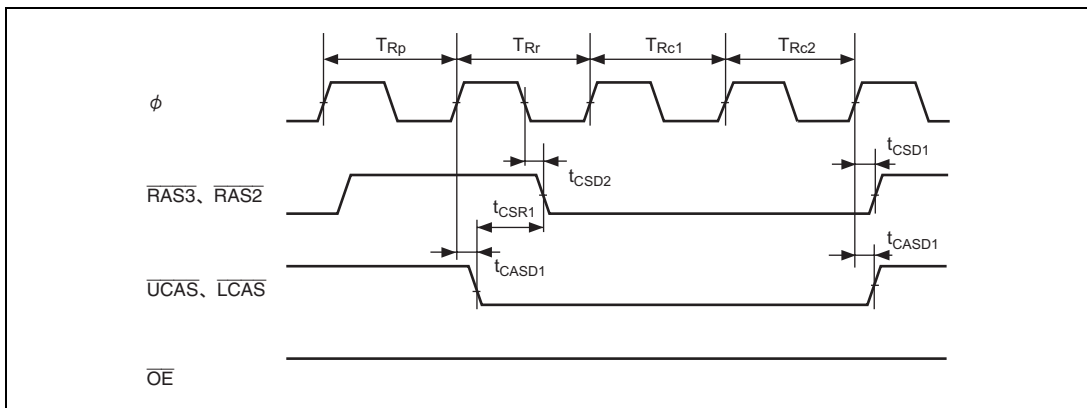 TRp TRr TRc1 TRc2
φ
tCSD1
tCSD2
RAS3、RAS2
tCSR1
tCASD1
tCASD1
UCAS、LCAS
OE